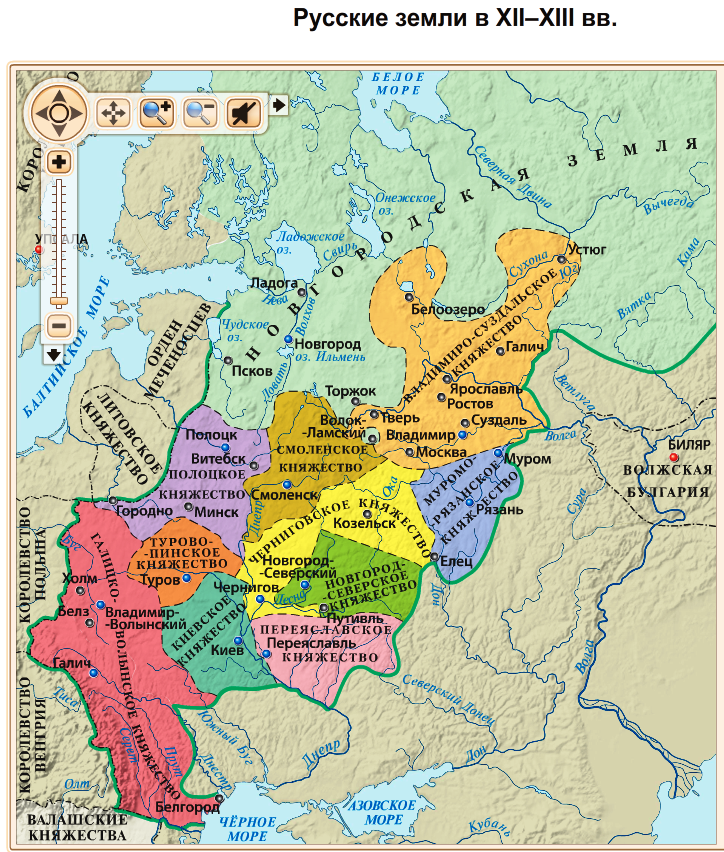 Русские земли в XII–XIII вв.
БЕЛОЕ
МОРЕ
НОВГОРОДСКАЯ ЗЕМЛЯ
Северная Двина
Вычегда
Онежское
оз.
Ладожское
оз.
Свирь
Кама
Устюг
Сухона
Юг
Вятка
Ладога
Нева
Волхов
Белоозеро
ВЛАДИМИРО-СУЗДАЛЬСКОЕ
КНЯЖЕСТВО
БАЛТИЙСКОЕ МОРЕ
ОРДЕН
МЕЧЕНОСЦЕВ
Чудское
оз.
Новгород
оз. Ильмень
Псков
Ловать
Галич
Ветлуга
ЛИТОВСКОЕ
КНЯЖЕСТВО
Торжок
Ярославль
Ростов
Волок-
-Ламский
Тверь
Суздаль
Владимир
Москва
Волга
Полоцк
Витебск
ПОЛОЦКОЕ
КНЯЖЕСТВО
Минск
Городно
СМОЛЕНСКОЕ
КНЯЖЕСТВО
Смоленск
Днепр
Муром
МУРОМО-
-РЯЗАНСКОЕ
КНЯЖЕСТВО
Рязань
БИЛЯР
ВОЛЖСКАЯ
БУЛГАРИЯ
Сура
Ока
ЧЕРНИГОВСКОЕ КНЯЖЕСТВО
Козельск
Елец
Дон
КОРОЛЕВСТВО
ПОЛЬША
Буг
ГАЛИЦКО-
-ВОЛЫНСКОЕ КНЯЖЕСТВО
ТУРОВО-
-ПИНСКОЕ
КНЯЖЕСТВО
Туров
Новгород-
-Северский
НОВГОРОД-
-СЕВЕРСКОЕ
КНЯЖЕСТВО
Чернигов
Десна
Путивль
Холм
Белз
Владимир-
-Волынский
КИЕВСКОЕ
КНЯЖЕСТВО
Киев
ПЕРЕЯСЛАВСКОЕ
Переяславль
КНЯЖЕСТВО
Галич
Волга
КОРОЛЕВСТВО
ВЕНГРИЯ
Тиса
Серет
Прут
Южный Буг
Днестр
Днепр
Северский Донец
Дон
Олт
Белгород
ВАЛАШСКИЕ
КНЯЖЕСТВА
ЧЁРНОЕ
МОРЕ
АЗОВСКОЕ
МОРЕ
Кубань